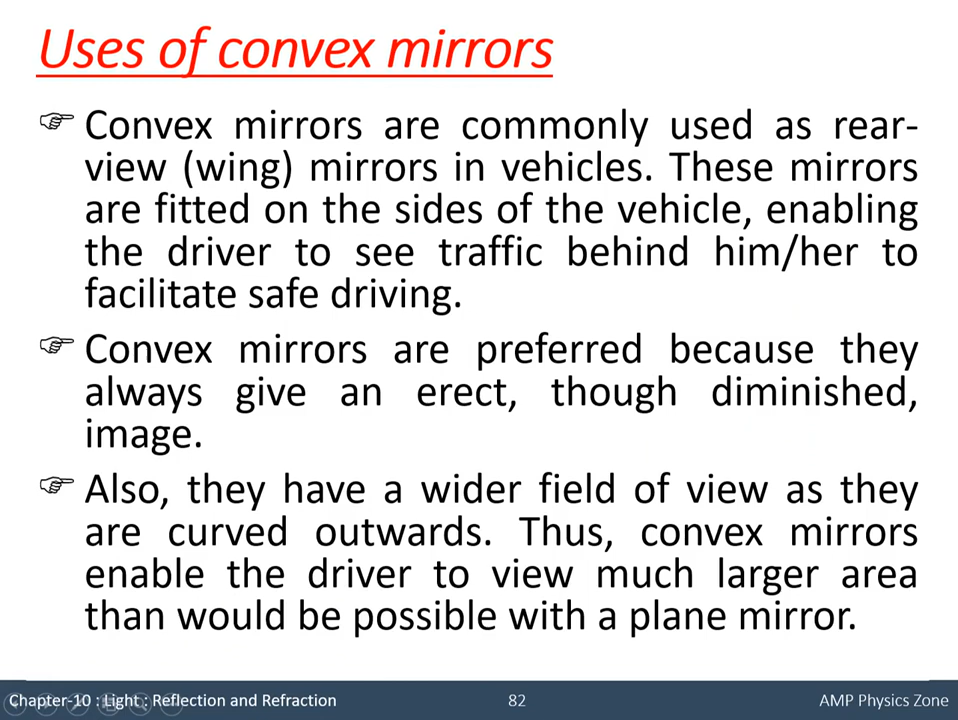 Uses of convex mirrors
Convex mirrors are commonly used as rear-
view (wing) mirrors in vehicles. These mirrors
are fitted on the sides of the vehicle, enabling
the driver to see traffic behind him/her to
facilitate safe driving.
Convex mirrors are preferred because they
always give an erect, though diminished,
image.
Also, they have a wider field of view as they
are curved outwards. Thus, convex mirrors
enable the driver to view much larger area
than would be possible with a plane mirror.
Chapter-10 : Light : Reflection and Refraction 82 AMP Physics Zone